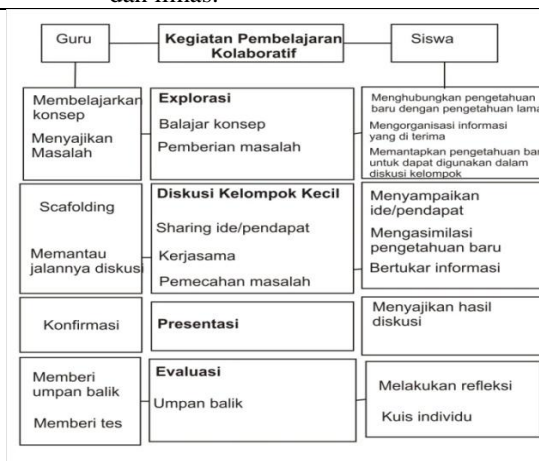 Guru
Kegiatan Pembelajaran
Kolaboratif
Siswa
Membelajarkan
konsep
Menyajikan
Masalah
Explorasi
Balajar konsep
Pemberian masalah
Menghubungkan pengetahuan
baru dengan pengetahuan lama
Mengorganisasi informasi
yang di terima
Memantapkan pengetahuan
untuk dapat digunakan dalam
diskusi kelompok
Scafolding
Memantau
jalannya diskusi
Diskusi Kelompok Kecil
Sharing ide/pendapat
Kerjasama
Pemecahan masalah
Menyampaikan
ide/pendapat
Mengasimilasi
pengetahuan baru
Bertukar informasi
Konfirmasi
Presentasi
Menyajikan hasil
diskusi
Memberi
umpan balik
Memberi tes
Evaluasi
Umpan balik
Melakukan refleksi
Kuis individu